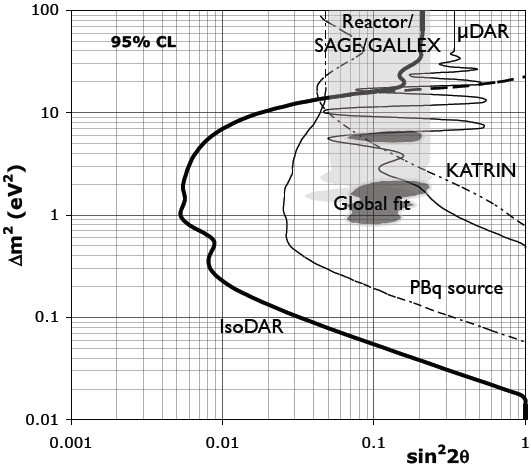 100
10
1
0.1
0.01
Δm² (eV²)
95% CL
Reactor/
SAGE/GALLEX
μDAR
KATRIN
Global fit
PBq source
IsoDAR
0.001
0.01
0.1
1
sin²2θ